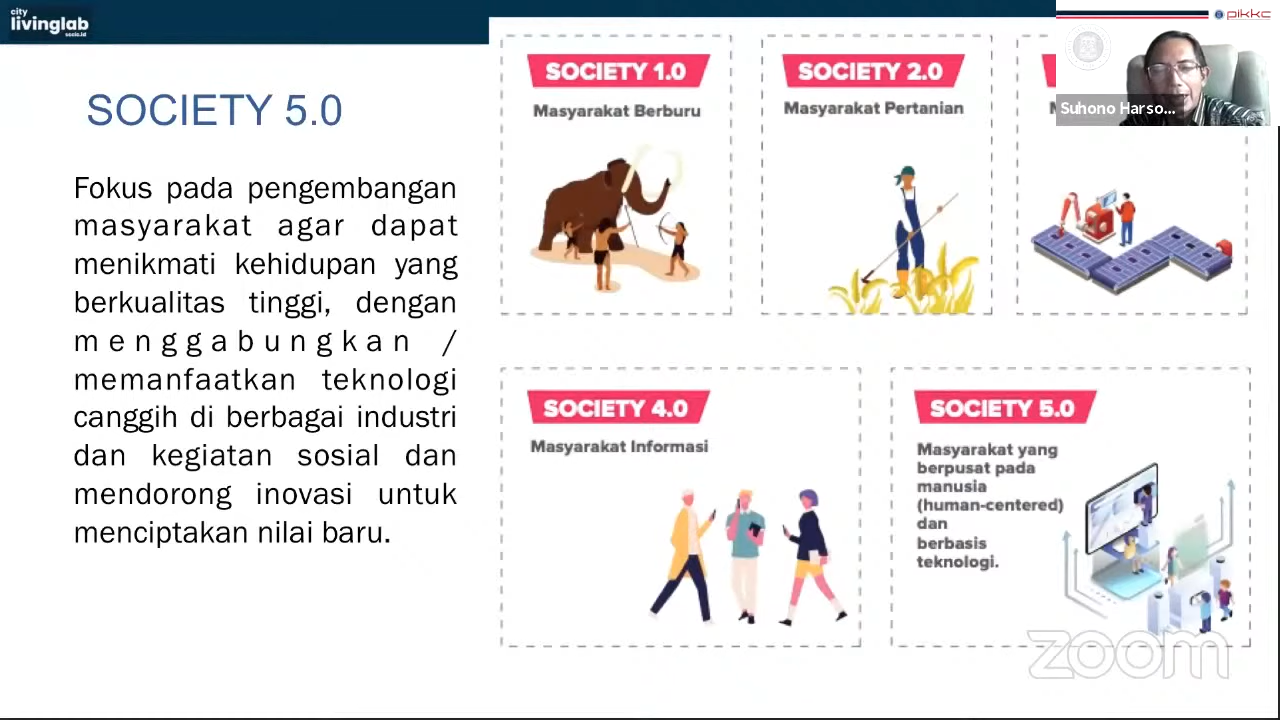 city
livinglab
socio.id
pikkc
SOCIETY 5.0
Fokus pada pengembangan
masyarakat agar dapat
menikmati kehidupan yang
berkualitas tinggi, dengan
menggabungkan /
memanfaatkan teknologi
canggih di berbagai industri
dan kegiatan sosial dan
mendorong inovasi untuk
menciptakan nilai baru.
SOCIETY 1.0
Masyarakat Berburu
SOCIETY 2.0
Masyarakat Pertanian
Suhono Harso...
SOCIETY 4.0
Masyarakat Informasi
SOCIETY 5.0
Masyarakat yang
berpusat pada
manusia
(human-centered)
dan
berbasis
teknologi.
zoom